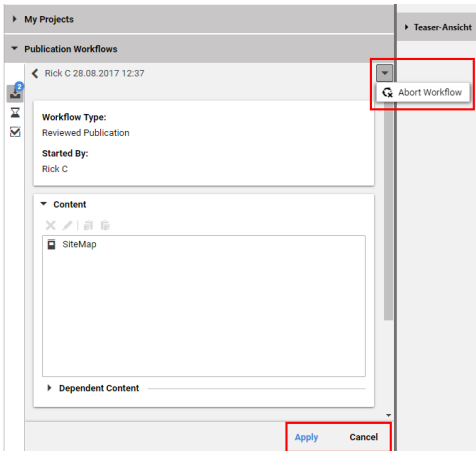 My Projects
Teaser-Ansicht
Publication Workflows
Rick C 28.08.2017 12:37
2
Abort Workflow
Workflow Type:
Reviewed Publication
Started By:
Rick C
Content
SiteMap
Dependent Content
Apply Cancel